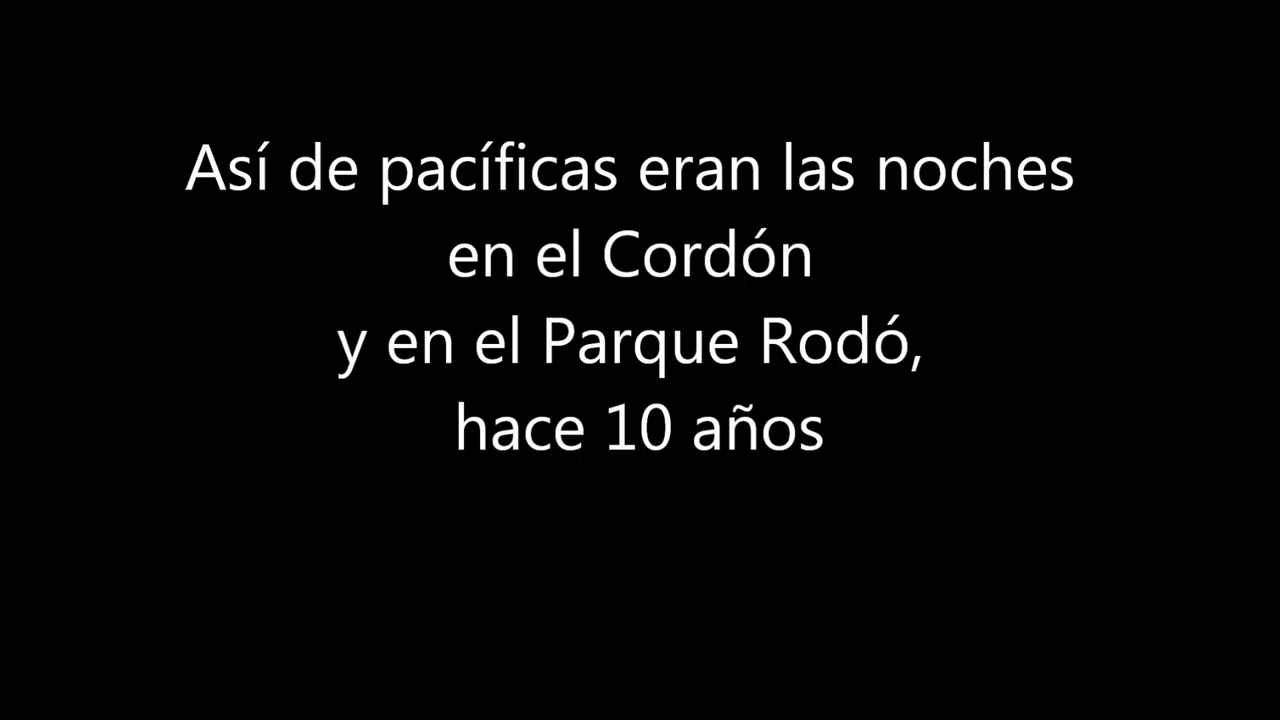 Así de pacíficas eran las noches
en el Cordón
y en el Parque Rodó,
hace 10 años